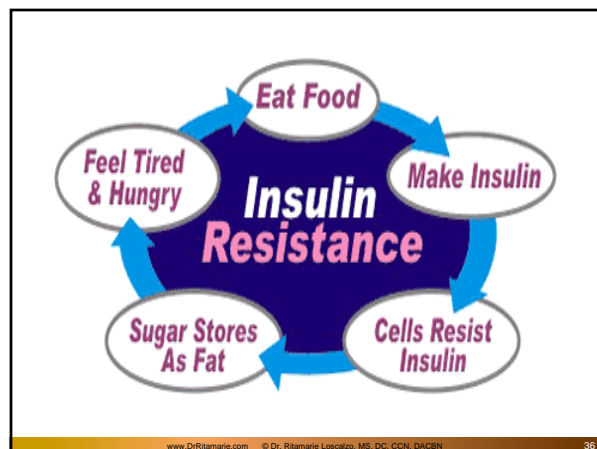 Eat Food
Make Insulin
Cells Resist
Insulin
Sugar Stores
As Fat
Feel Tired
& Hungry
Insulin
Resistance
www.DrRitamarie.com © Dr. Ritamarie Loscalzo, MS, DC, CCN, DACBN
36